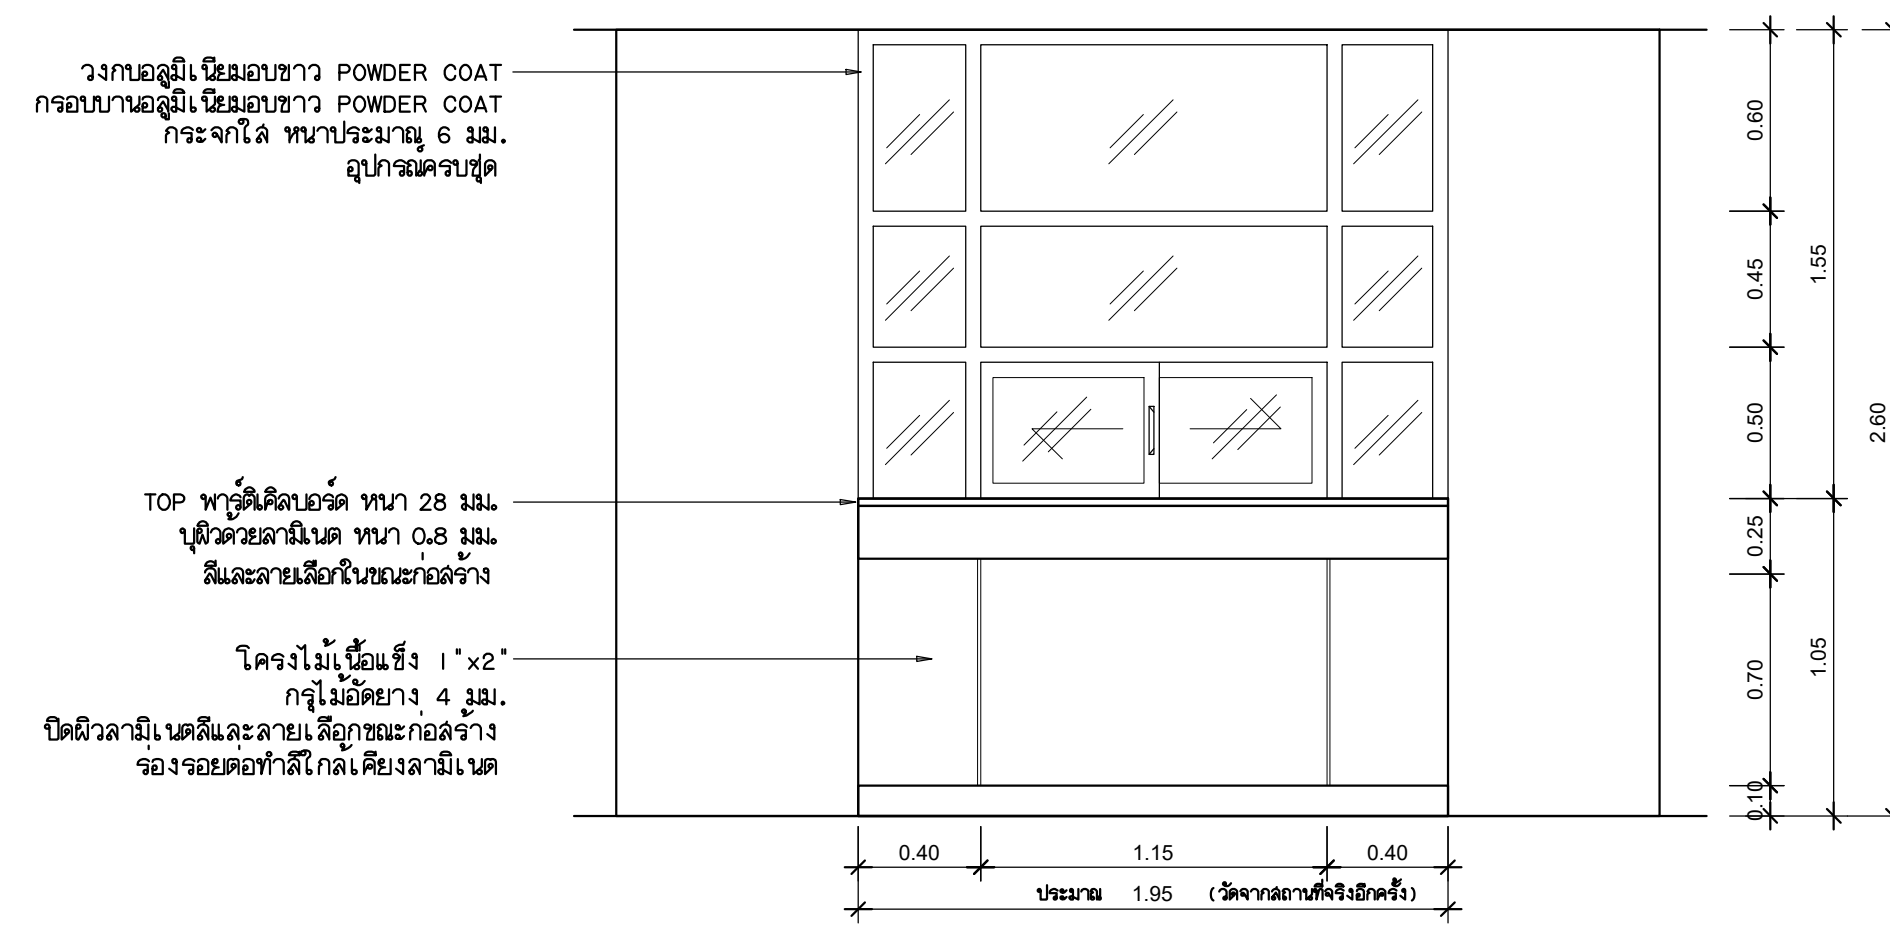 วงกบอลูมิเนียมอบขาว POWDER COAT
กรอบบานอลูมิเนียมอบขาว POWDER COAT
กระจกใส หนาประมาณ 6 มม.
อุปกรณ์ครบชุด
TOP พาร์ติเคิลบอร์ด หนา 28 มม.
บุผิวด้วยลามิเนต หนา 0.8 มม.
สีและลายเลือกในขณะก่อสร้าง
โครงไม้เนื้อแข็ง 1"x2"
กรุไม้อัดยาง 4 มม.
ปิดผิวลามิเนตสีและลายเลือกขณะก่อสร้าง
ร่องรอยต่อทำสีใกล้เคียงลามิเนต
0.60
0.45
0.50
0.25
0.70
0.10
1.55
1.05
2.60
0.40 1.15 0.40
ประมาณ 1.95 (วัดจากสถานที่จริงอีกครั้ง)